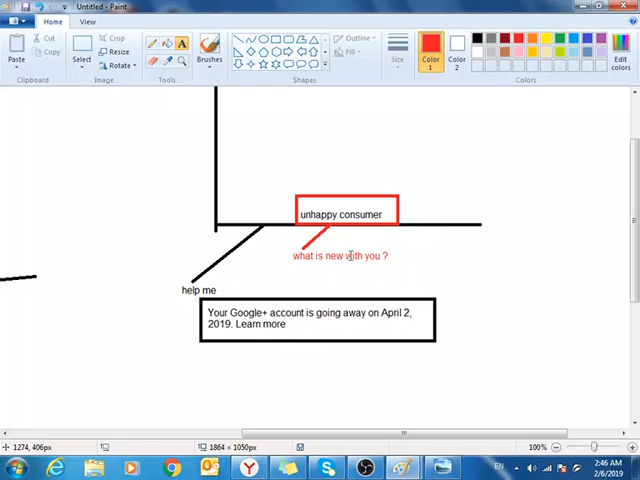 Untitled - Paint
Home View
Cut
Copy
Paste
Clipboard
Select
Crop
Resize
Rotate
Image
A
Tools
Brushes
Outline
Fill
Shapes
Size
Color
1
Color
2
Edit
colors
Colors
unhappy consumer
what is new with you ?
help me
Your Google+ account is going away on April 2,
2019. Learn more
1274, 406px
1864 × 1050px
100%
EN
2:46 AM
2/6/2019